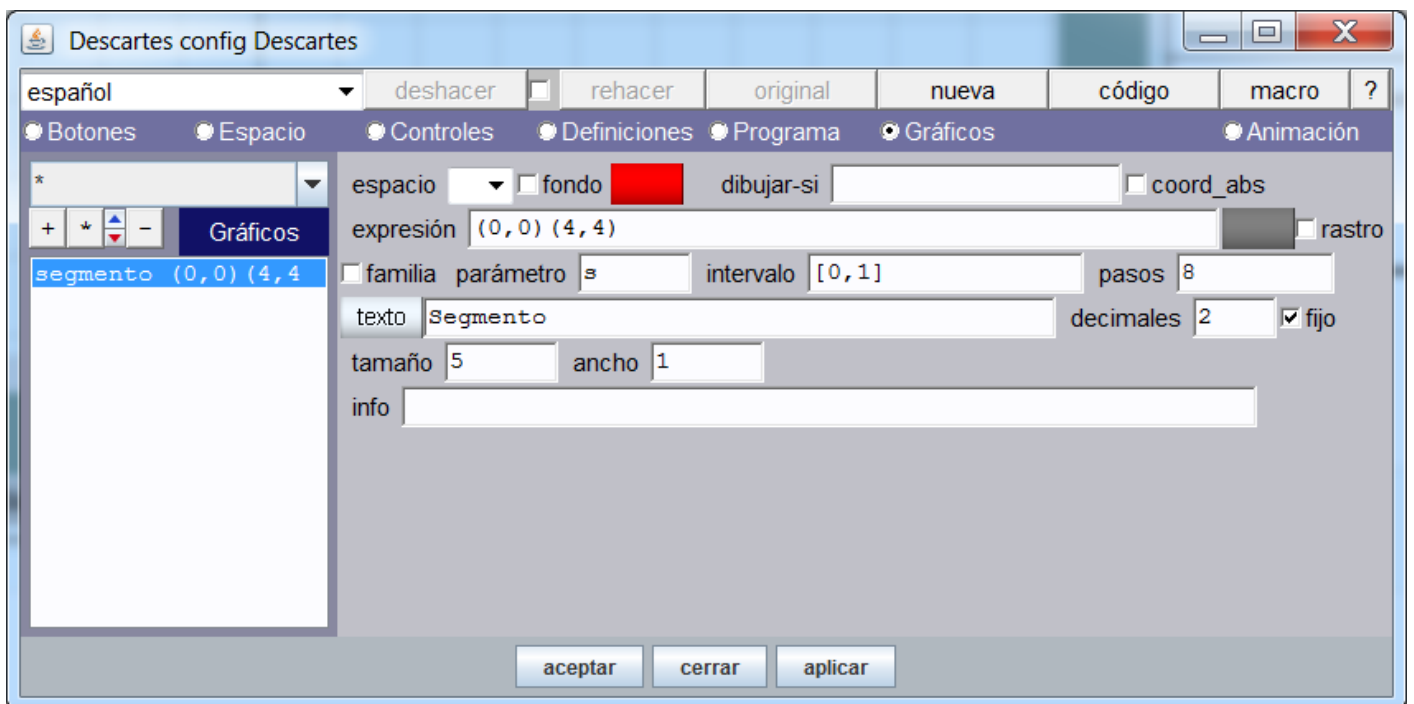 Descartes config Descartes
español deshacer rehacer original nueva código macro ?
Botones Espacio Controles Definiciones Programa Gráficos Animación
* espacio fondo dibujar-si coord_abs
+ * - Gráficos expresión (0,0)(4,4) rastro
segmento (0,0)(4,4 familia parámetro s intervalo [0,1] pasos 8
texto Segmento decimales 2 fijo
tamaño 5 ancho 1
info
aceptar cerrar aplicar